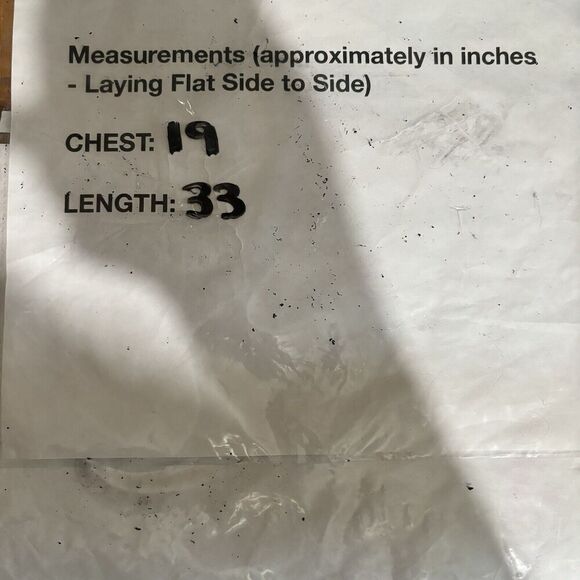 Measurements (approximately in inches
- Laying Flat Side to Side)
CHEST: 19
LENGTH: 33